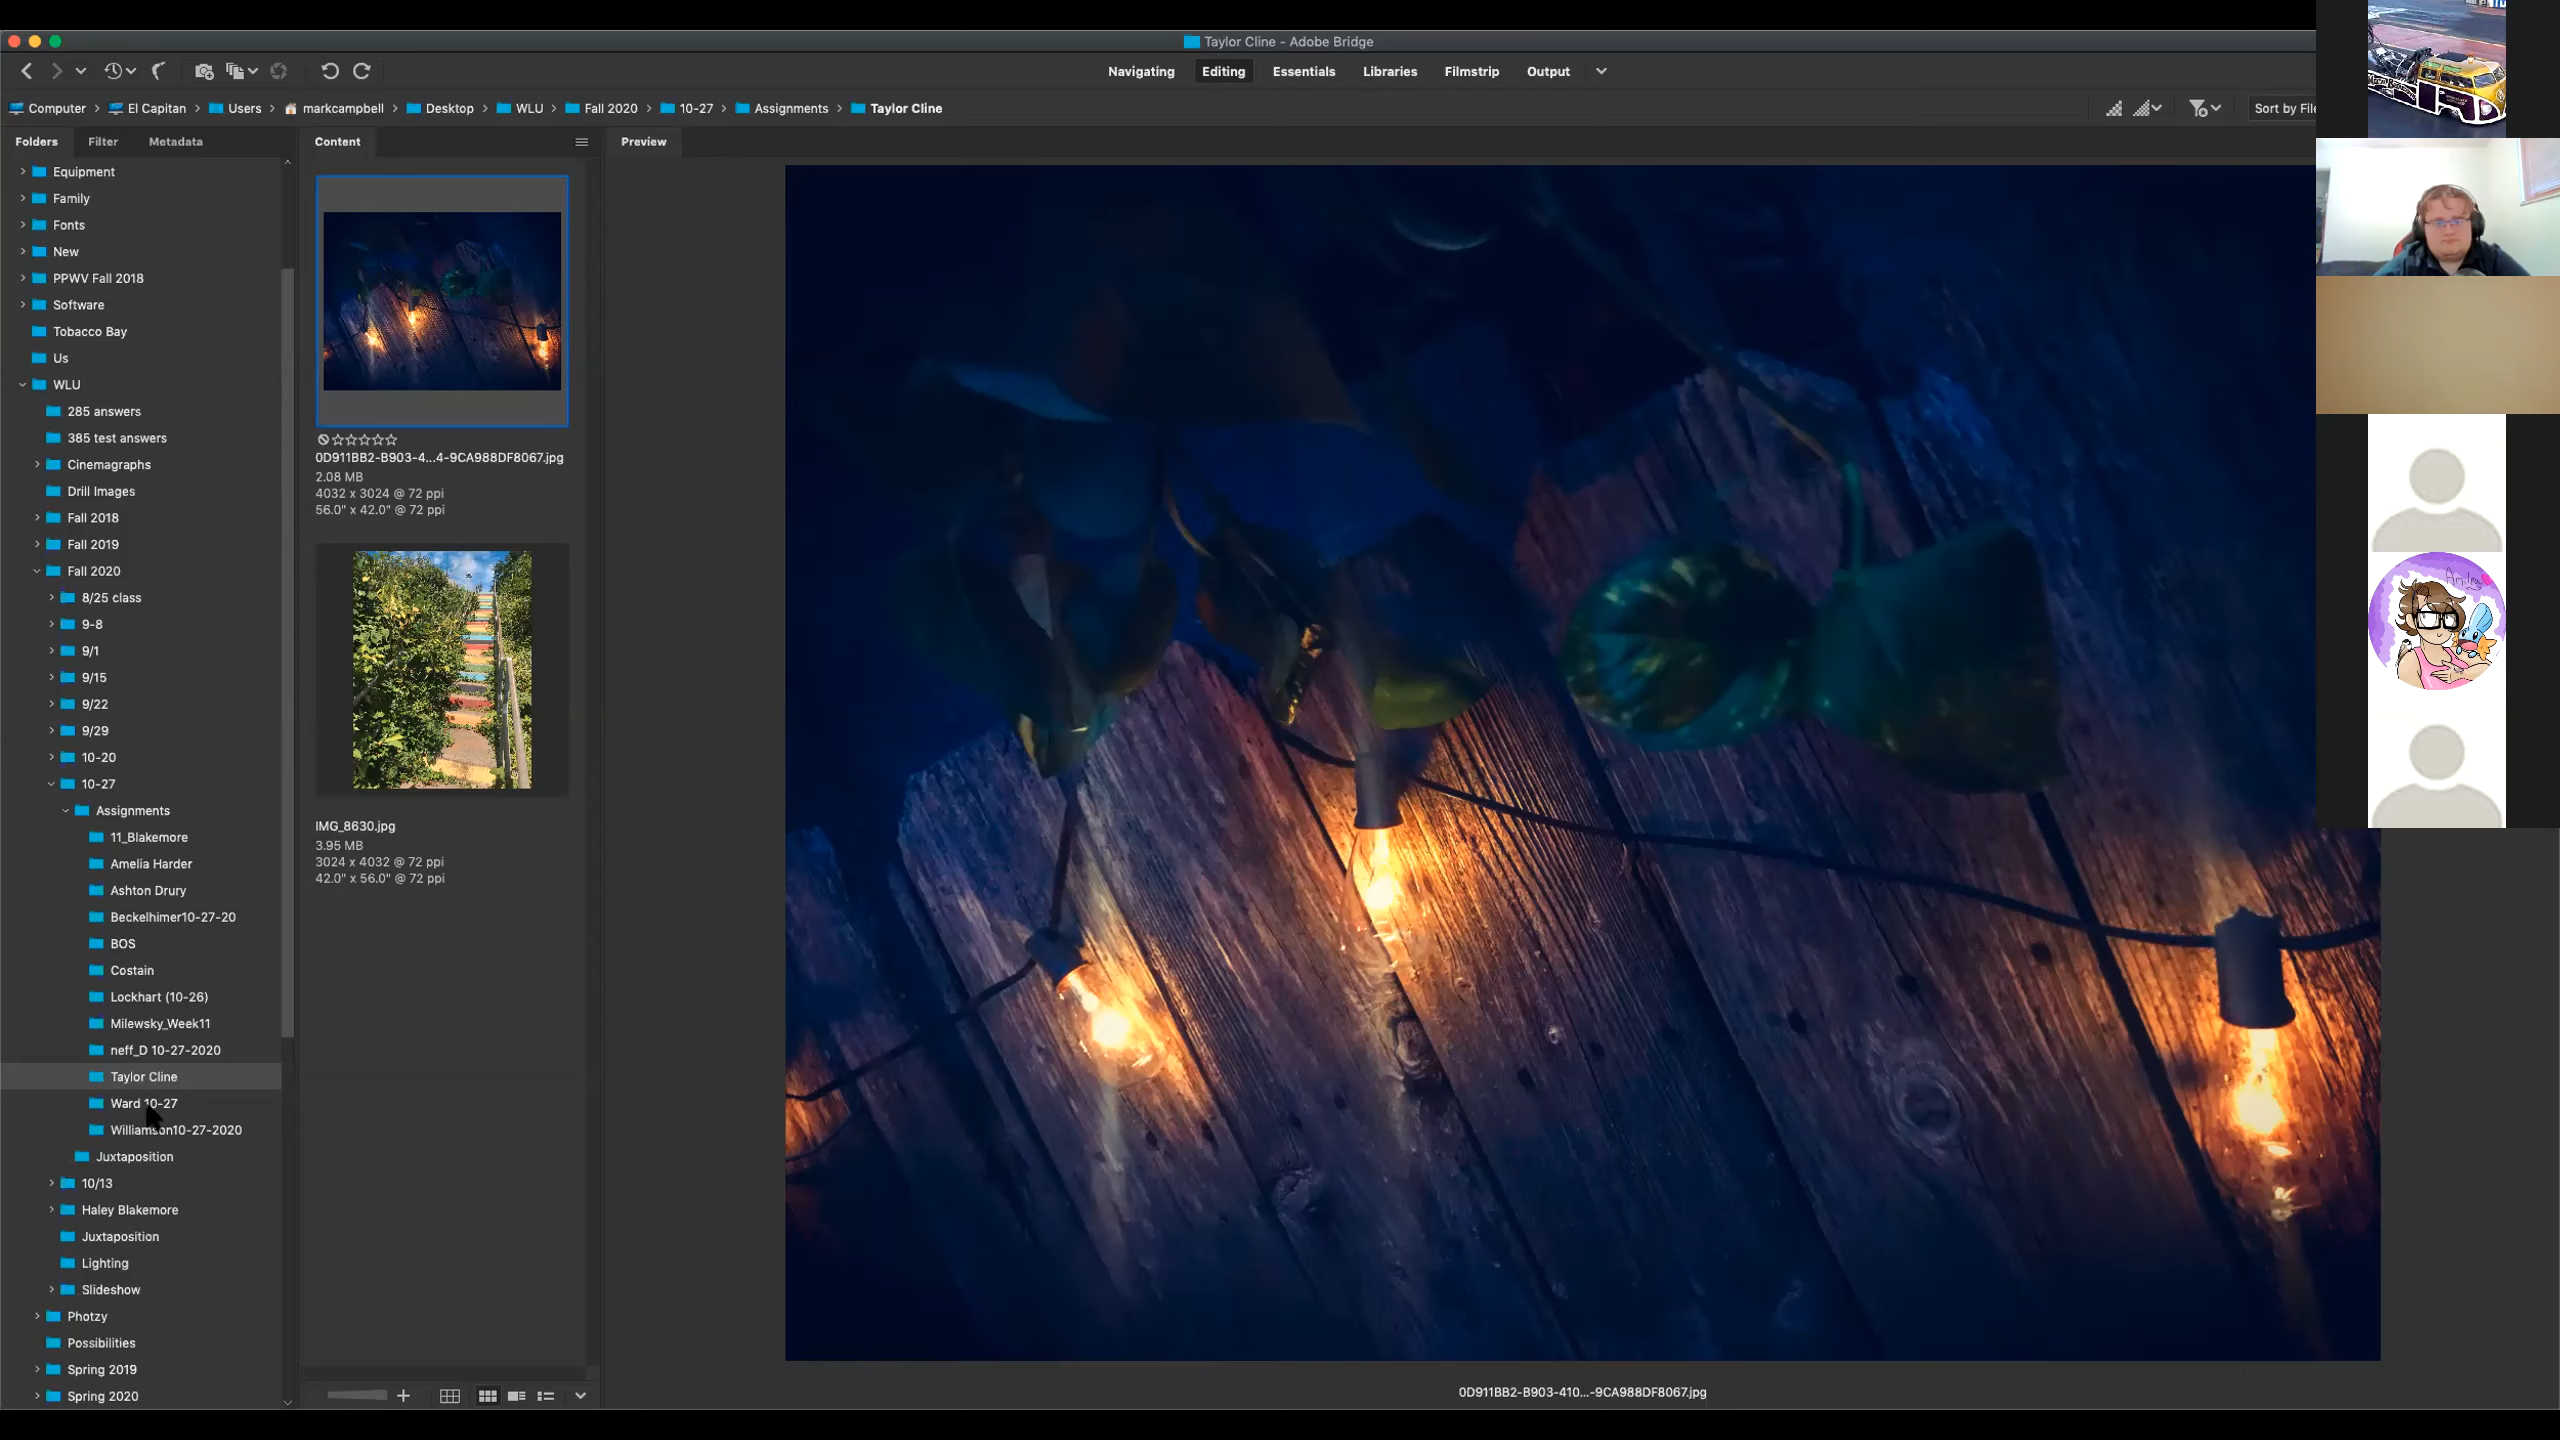 Taylor Cline - Adobe Bridge
Navigating Editing Essentials Libraries Filmstrip Output
Computer El Capitan Users markcampbell Desktop WLU Fall 2020 10-27 Assignments Taylor Cline
Sort by File
Folders Filter Metadata
Equipment
Family
Fonts
New
PPWV Fall 2018
Software
Tobacco Bay
Us
WLU
285 answers
385 test answers
Cinemagraphs
Drill Images
Fall 2018
Fall 2019
Fall 2020
8/25 class
9-8
9/1
9/15
9/22
9/29
10-20
10-27
Assignments
11_Blakemore
Amelia Harder
Ashton Drury
Beckelhimer10-27-20
BOS
Costain
Lockhart (10-26)
Milewsky_Week11
neff_D 10-27-2020
Taylor Cline
Ward 10-27
Williamson10-27-2020
Juxtaposition
10/13
Haley Blakemore
Juxtaposition
Lighting
Slideshow
Photzy
Possibilities
Spring 2019
Spring 2020
Content
0D911BB2-B903-4...4-9CA988DF8067.jpg
2.08 MB
4032 x 3024 @ 72 ppi
56.0" x 42.0" @ 72 ppi
IMG_8630.jpg
3.95 MB
3024 x 4032 @ 72 ppi
42.0" x 56.0" @ 72 ppi
Preview
0D911BB2-B903-410...-9CA988DF8067.jpg